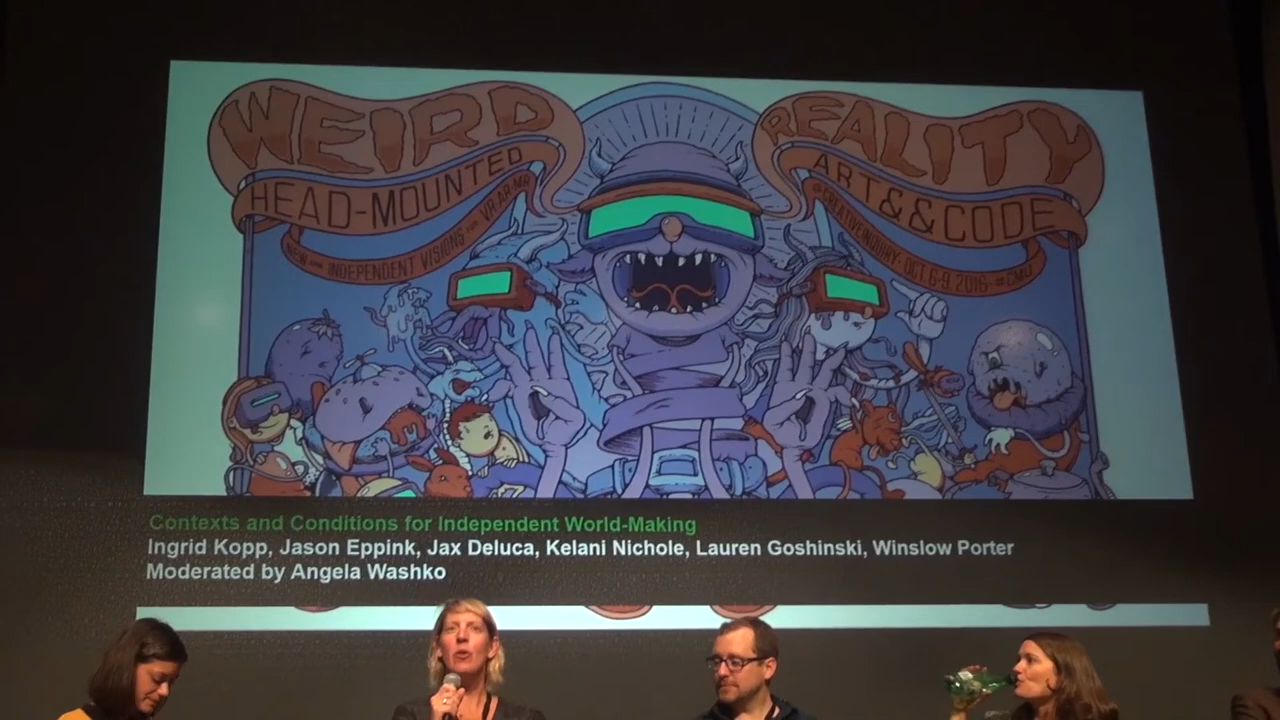 WEIRD REALITY
HEAD-MOUNTED ART&&CODE
NEW AND INDEPENDENT VISIONS FOR VR, AR, MR
@CREATIVEINQUIRY • OCT 6-9, 2016 • #CMU
Contexts and Conditions for Independent World-Making
Ingrid Kopp, Jason Eppink, Jax Deluca, Kelani Nichole, Lauren Goshinski, Winslow Porter
Moderated by Angela Washko